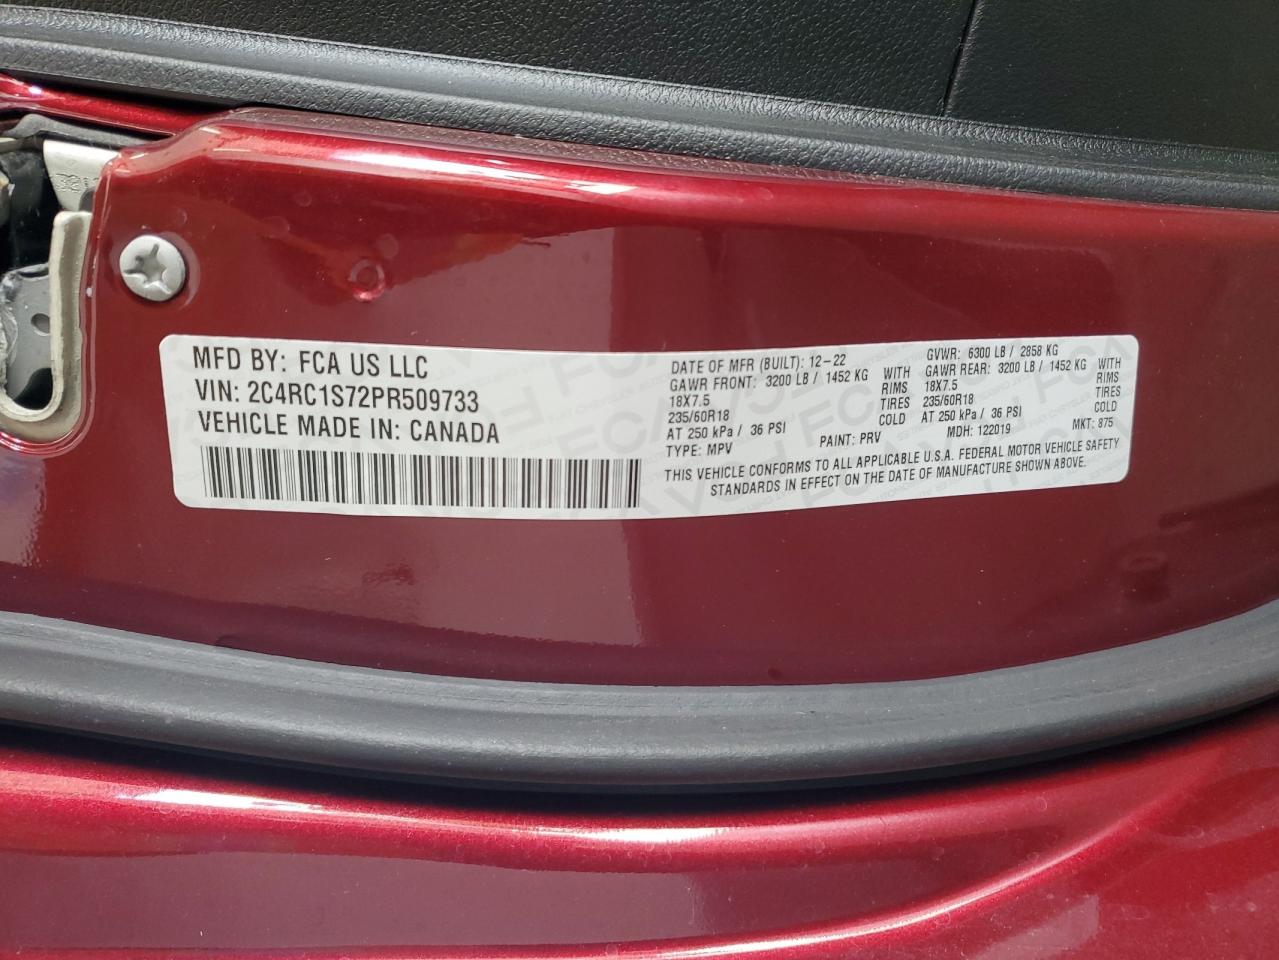 MFD BY: FCA US LLC
VIN: 2C4RC1S72PR509733
VEHICLE MADE IN: CANADA
DATE OF MFR (BUILT): 12-22 GVWR: 6300 LB / 2858 KG
GAWR FRONT: 3200 LB / 1452 KG WITH GAWR REAR: 3200 LB / 1452 KG WITH
18X7.5 RIMS 18X7.5 RIMS
235/60R18 TIRES 235/60R18 TIRES
AT 250 kPa / 36 PSI COLD AT 250 kPa / 36 PSI COLD
TYPE: MPV PAINT: PRV MDH: 122019 MKT: 875
THIS VEHICLE CONFORMS TO ALL APPLICABLE U.S.A. FEDERAL MOTOR VEHICLE SAFETY
STANDARDS IN EFFECT ON THE DATE OF MANUFACTURE SHOWN ABOVE.